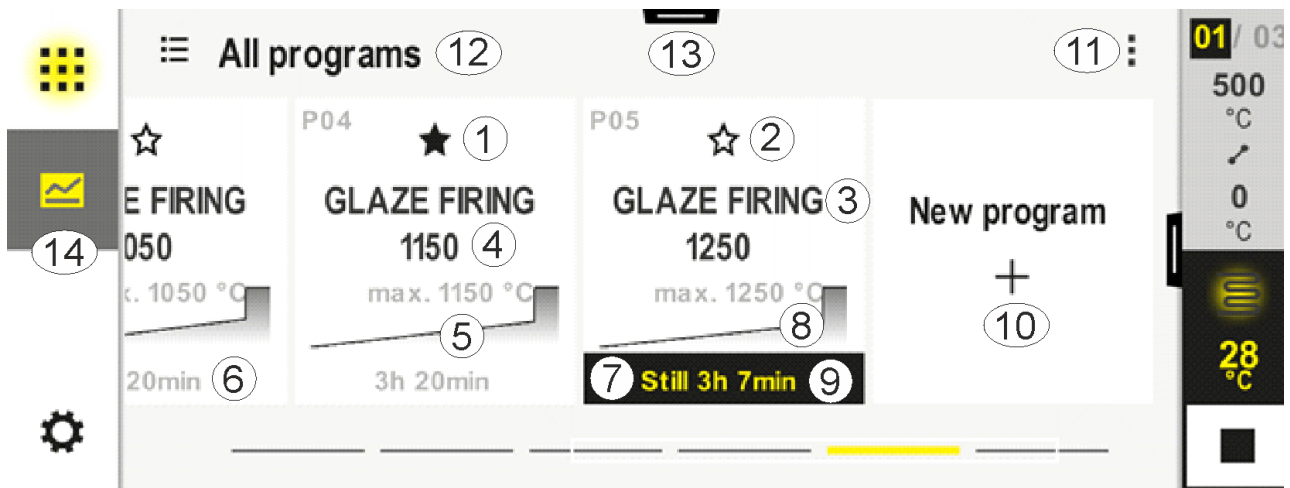 All programs 12
13
11
01/ 03
500
°C
0
°C
28
°C
14
E FIRING
050
x. 1050 °C
20min 6
P04
1
GLAZE FIRING
1150 4
max. 1150 °C
5
3h 20min
P05
2
GLAZE FIRING 3
1250
max. 1250 °C
8
7 Still 3h 7min 9
New program
+
10